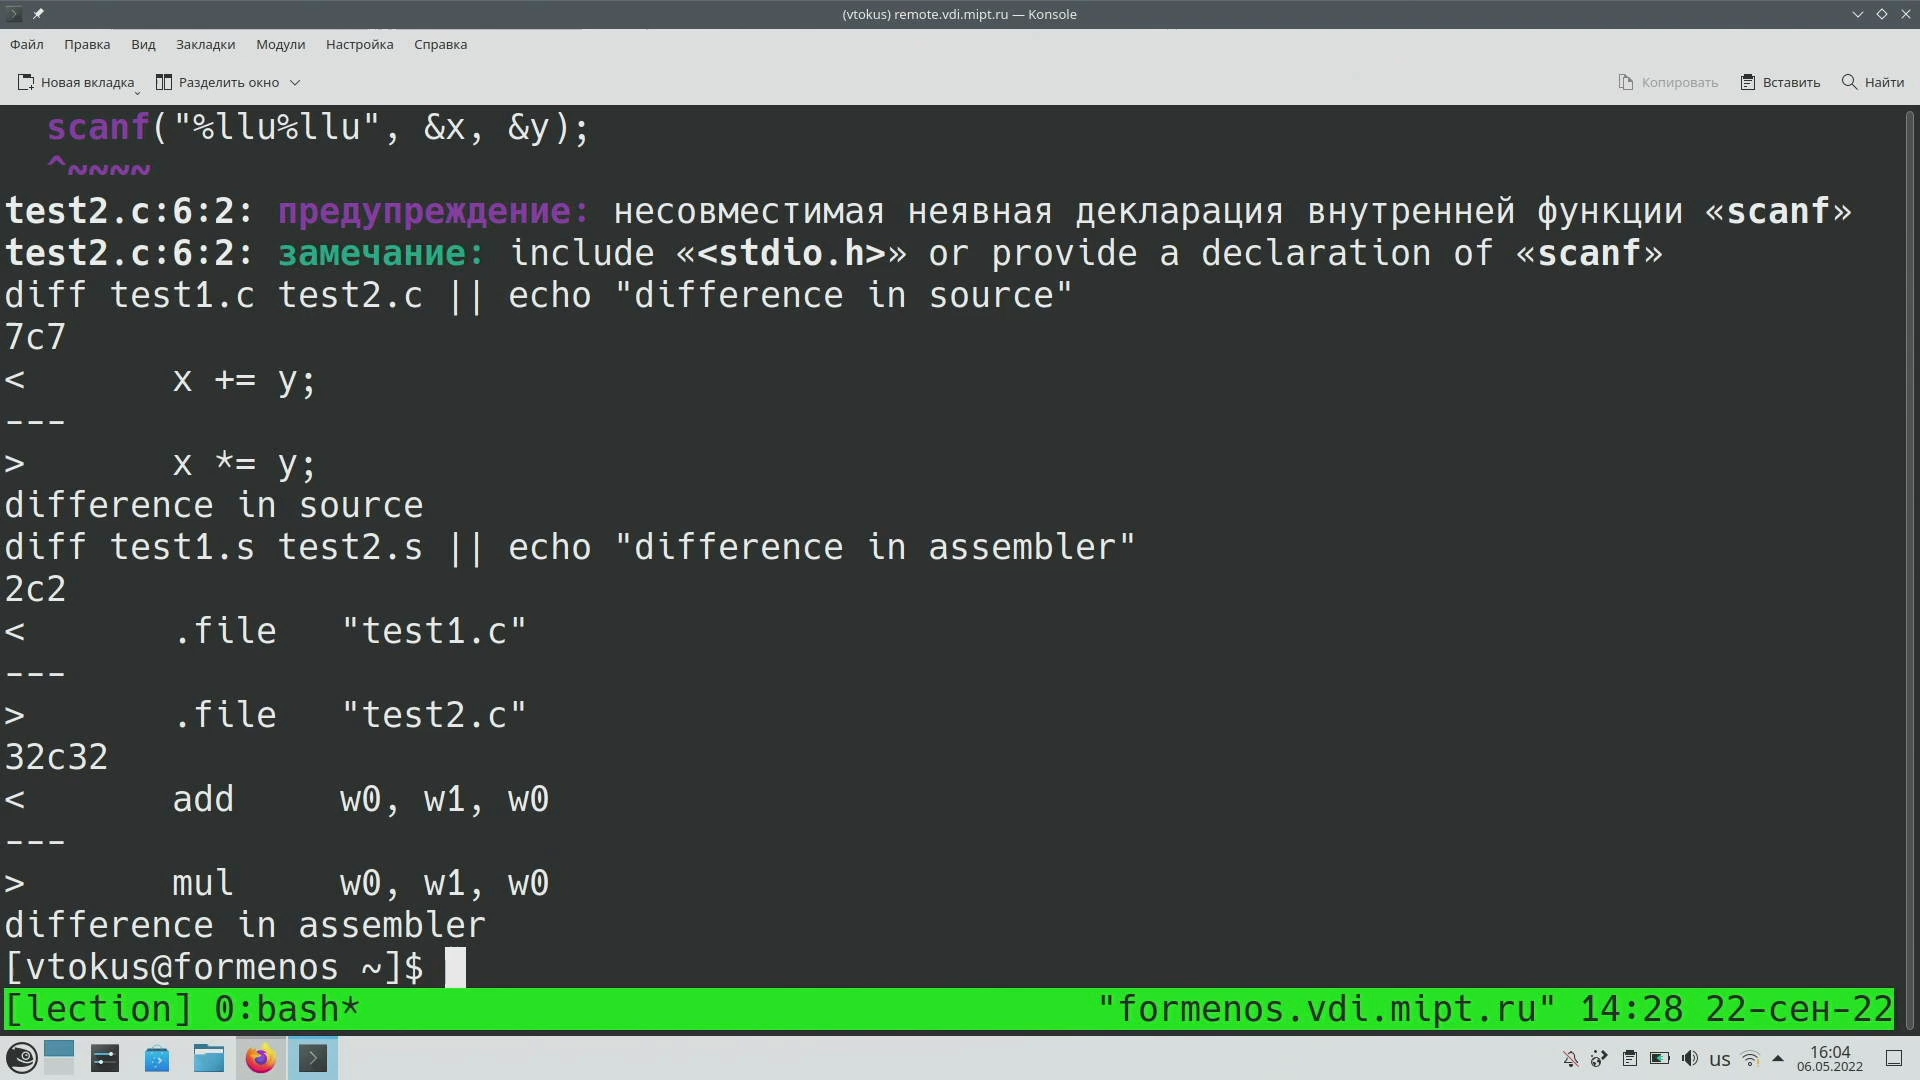 (vtokus) remote.vdi.mipt.ru — Konsole
Файл Правка Вид Закладки Модули Настройка Справка
Новая вкладка Разделить окно Копировать Вставить Найти
scanf("%llu%llu", &x, &y);
^~~~~
test2.c:6:2: предупреждение: несовместимая неявная декларация внутренней функции «scanf»
test2.c:6:2: замечание: include «<stdio.h>» or provide a declaration of «scanf»
diff test1.c test2.c || echo "difference in source"
7c7
< x += y;
---
> x *= y;
difference in source
diff test1.s test2.s || echo "difference in assembler"
2c2
< .file "test1.c"
---
> .file "test2.c"
32c32
< add w0, w1, w0
---
> mul w0, w1, w0
difference in assembler
[vtokus@formenos ~]$
[lection] 0:bash* "formenos.vdi.mipt.ru" 14:28 22-сен-22
us 16:04
06.05.2022